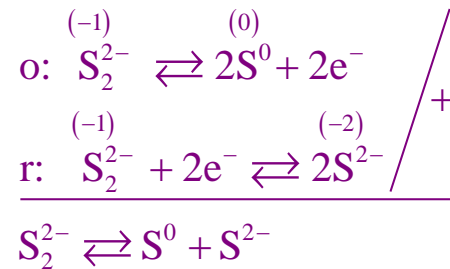 (−1) (0)
o: S₂²⁻ ⇄ 2S⁰ + 2e⁻
(−1) (−2)
r: S₂²⁻ + 2e⁻ ⇄ 2S²⁻
+
S₂²⁻ ⇄ S⁰ + S²⁻